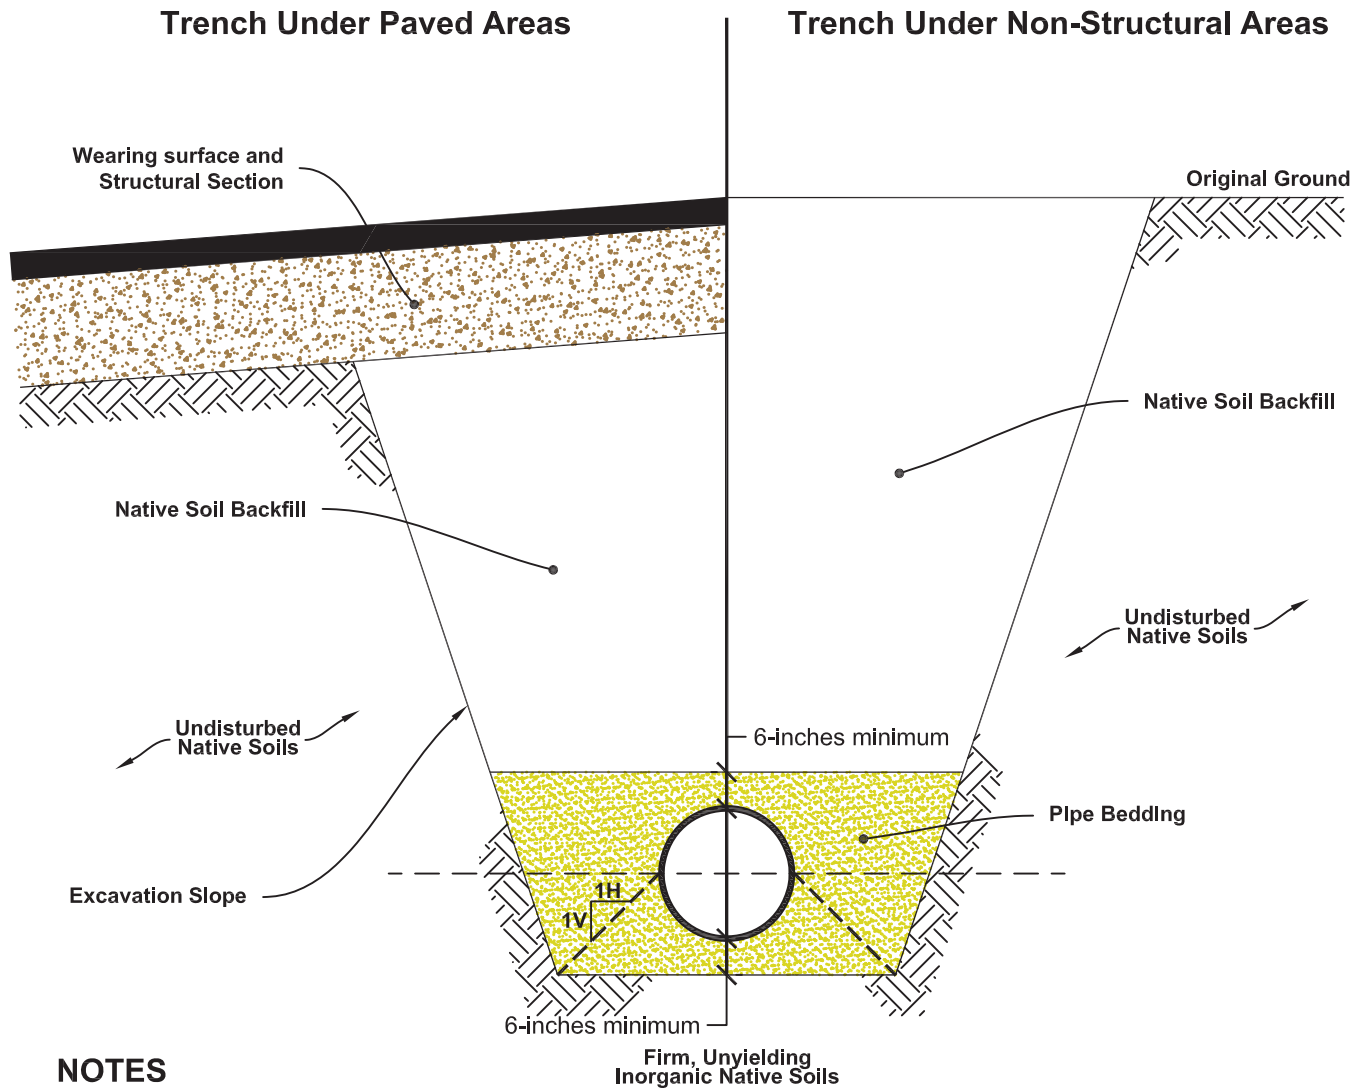 Trench Under Paved Areas
Trench Under Non-Structural Areas
Wearing surface and
Structural Section
Original Ground
Native Soil Backfill
Native Soil Backfill
Undisturbed
Native Soils
Undisturbed
Native Soils
6-inches minimum
Pipe Bedding
Excavation Slope
1H
1V
6-inches minimum
Firm, Unyielding
Inorganic Native Soils
NOTES